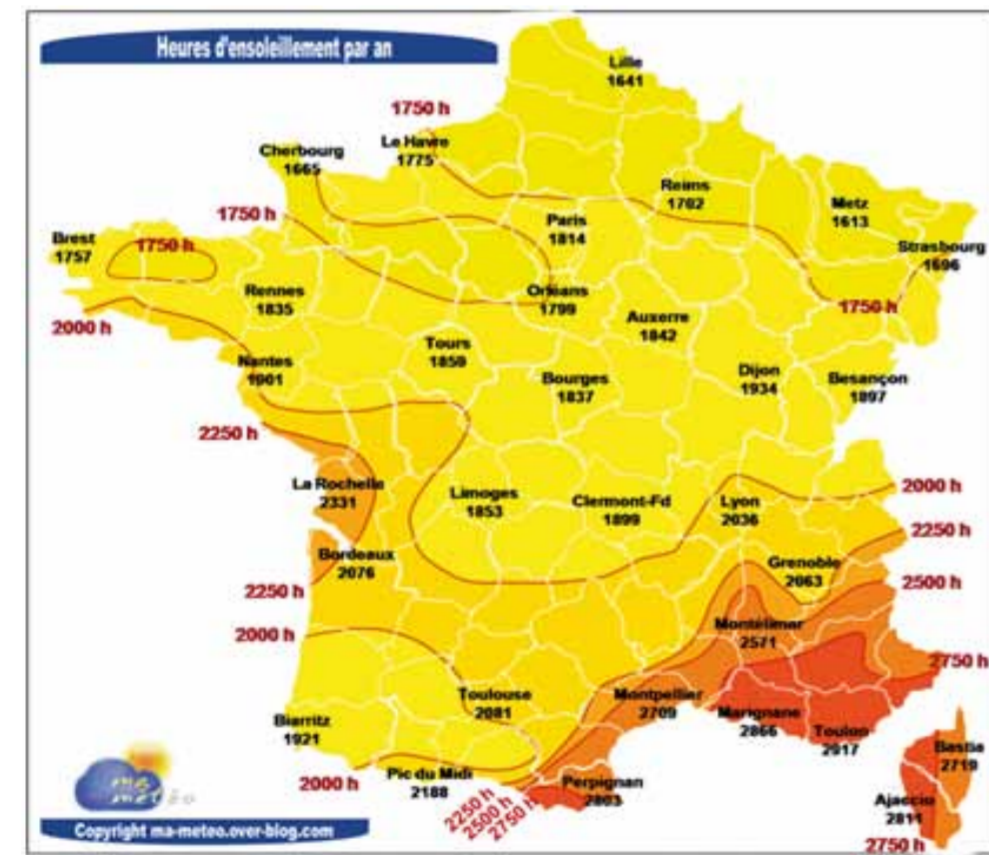 Heures d'ensoleillement par an
Lille
1641
1750 h
Le Havre
1775
Cherbourg
1665
Reims
1702
Metz
1613
1750 h
Paris
1814
Brest
1757
1750 h
Strasbourg
1696
Rennes
1835
Orléans
1799
1750 h
2000 h
Auxerre
1842
Tours
1859
Nantes
1901
Bourges
1837
Dijon
1934
Besançon
1897
2250 h
La Rochelle
2331
Limoges
1853
Clermont-Fd
1899
Lyon
2036
2000 h
2250 h
Bordeaux
2076
Grenoble
2063
2250 h
2500 h
Montélimar
2571
2000 h
2750 h
Toulouse
2081
Montpellier
2709
Marignane
2866
Toulon
2917
Biarritz
1921
Bastia
2719
2000 h
Pic du Midi
2188
Perpignan
2803
2250 h
2500 h
2750 h
Ajaccio
2811
2750 h
ma
météo
Copyright ma-meteo.over-blog.com